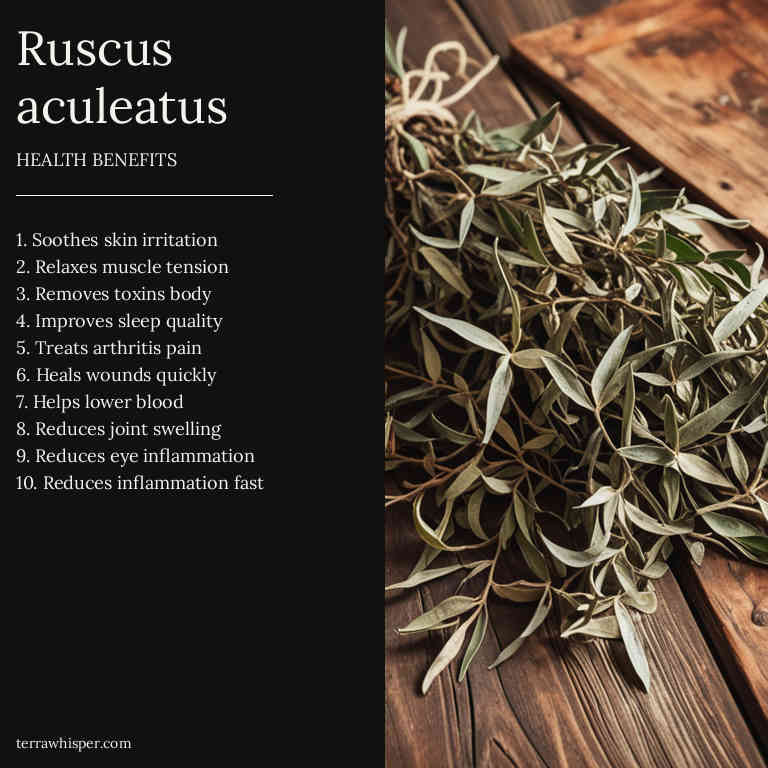 Ruscus
aculeatus
HEALTH BENEFITS
1. Soothes skin irritation
2. Relaxes muscle tension
3. Removes toxins body
4. Improves sleep quality
5. Treats arthritis pain
6. Heals wounds quickly
7. Helps lower blood
8. Reduces joint swelling
9. Reduces eye inflammation
10. Reduces inflammation fast
terrawhisper.com